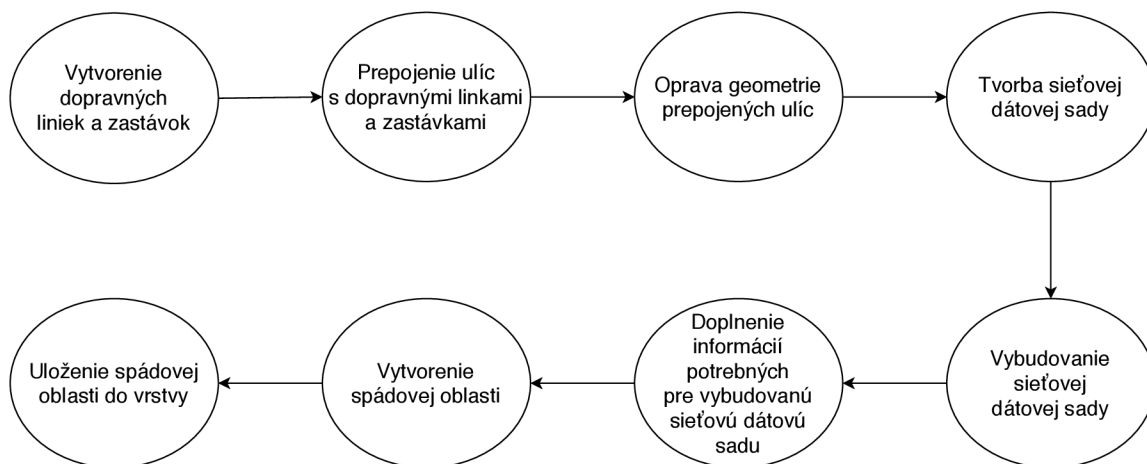 Vytvorenie
dopravných
liniek a zastávok
Prepojenie ulíc
s dopravnými linkami
a zastávkami
Oprava geometrie
prepojených ulíc
Tvorba sieťovej
dátovej sady
Vybudovanie
sieťovej
dátovej sady
Doplnenie
informácií
potrebných
pre vybudovanú
sieťovú dátovú
sadu
Vytvorenie
spádovej oblasti
Uloženie spádovej
oblasti do vrstvy